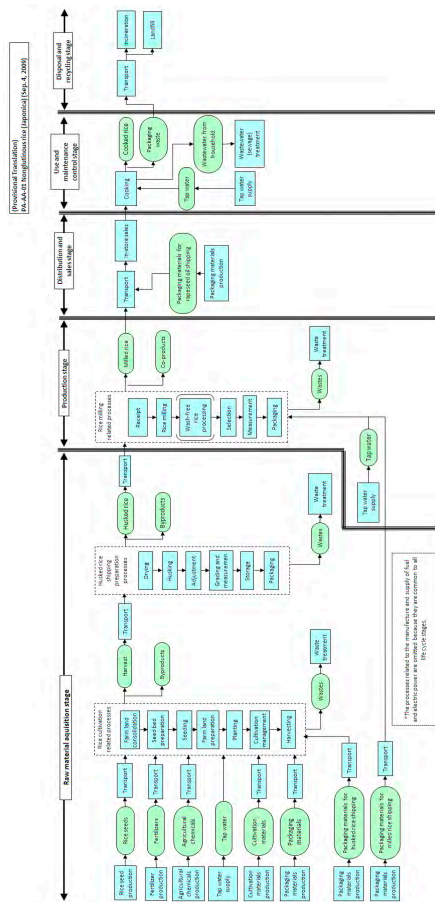 (Provisional Translation)
PA-AA-01 Nonglutinous rice (Japonica) (Sep. 4, 2009)
Raw material aquisition stage
Production stage
Distribution and
sales stage
Use and
maintenance
control stage
Disposal and
recycling stage
Rice seed
production
Rice seeds
Transport
Fertilizer
production
Fertilizers
Transport
Agricultural
chemicals
production
Agricultural
chemicals
Transport
Tap water
supply
Tap water
Cultivation
materials
production
Cultivation
materials
Transport
Packaging
materials
production
Packaging
materials
Transport
Packaging
materials
production
Packaging materials for
husked rice shipping
Transport
Packaging
materials
production
Packaging materials for
milled rice shipping
Transport
Rice cultivation
related processes
Farm land
consolidation
Seed bed
preparation
Seeding
Farm land
preparation
Planting
Cultivation
management
Harvesting
Harvest
Byproducts
Wastes
Waste
treatment
Transport
Husked rice
shipping
preparation
processes
Drying
Husking
Adjustment
Grading and
measurement
Storage
Packaging
Husked rice
Byproducts
Wastes
Waste
treatment
Transport
Tap water
supply
Tap water
Rice milling
related processes
Receipt
Rice milling
Wash-free
rice
processing
Selection
Measurement
Packaging
Milled rice
Co-products
Wastes
Waste
treatment
Transport
In-store sales
Packaging materials for
rapeseed oil shipping
Packaging materials
production
Cooking
Cooked rice
Packaging
waste
Tap water
Tap water
supply
Wastewater from
household
Wastewater
(sewage)
treatment
Transport
Incineration
Landfill
*The processes related to the manufacture and supply of fuel
and electric power are omitted because they are common to all
life cycle stages.